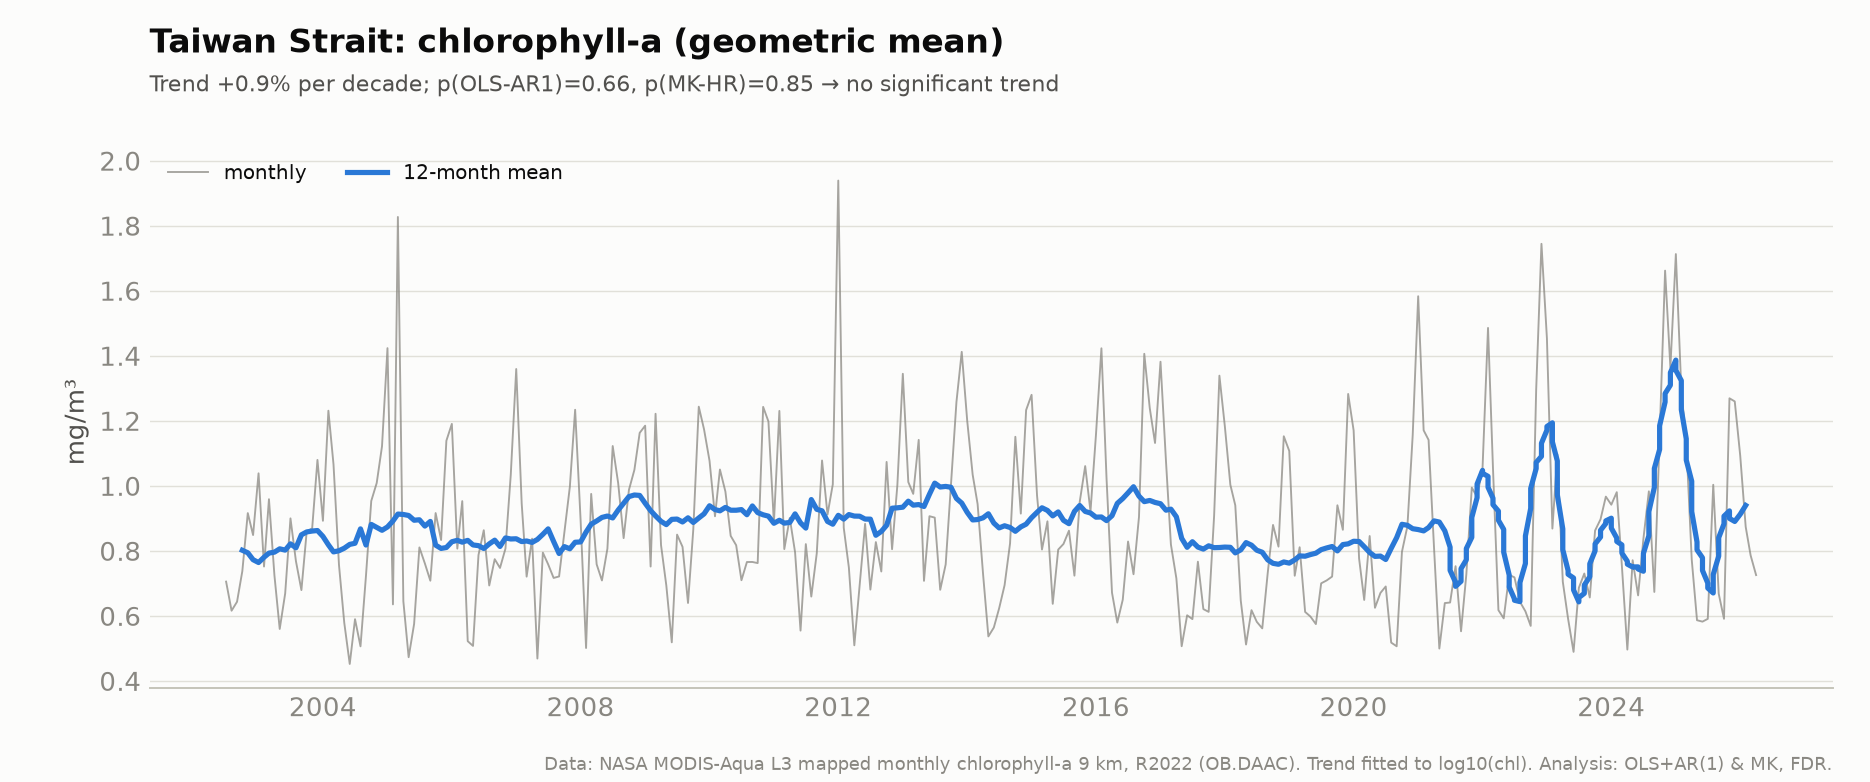 Taiwan Strait: chlorophyll-a (geometric mean)
Trend +0.9% per decade; p(OLS-AR1)=0.66, p(MK-HR)=0.85 → no significant trend
monthly
12-month mean
mg/m³
2.0
1.8
1.6
1.4
1.2
1.0
0.8
0.6
0.4
2004
2008
2012
2016
2020
2024
Data: NASA MODIS-Aqua L3 mapped monthly chlorophyll-a 9 km, R2022 (OB.DAAC). Trend fitted to log10(chl). Analysis: OLS+AR(1) & MK, FDR.